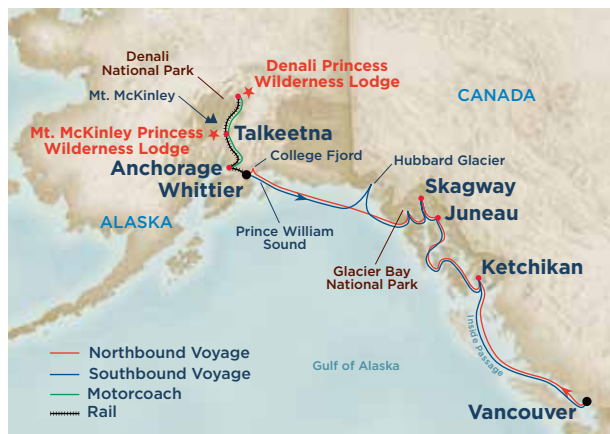 Denali
National Park
Denali Princess
Wilderness Lodge
Mt. McKinley
CANADA
Mt. McKinley Princess
Wilderness Lodge
Talkeetna
College Fjord
Hubbard Glacier
Anchorage
Whittier
Skagway
Juneau
ALASKA
Prince William
Sound
Glacier Bay
National Park
Ketchikan
Inside Passage
Gulf of Alaska
Northbound Voyage
Southbound Voyage
Motorcoach
Rail
Vancouver